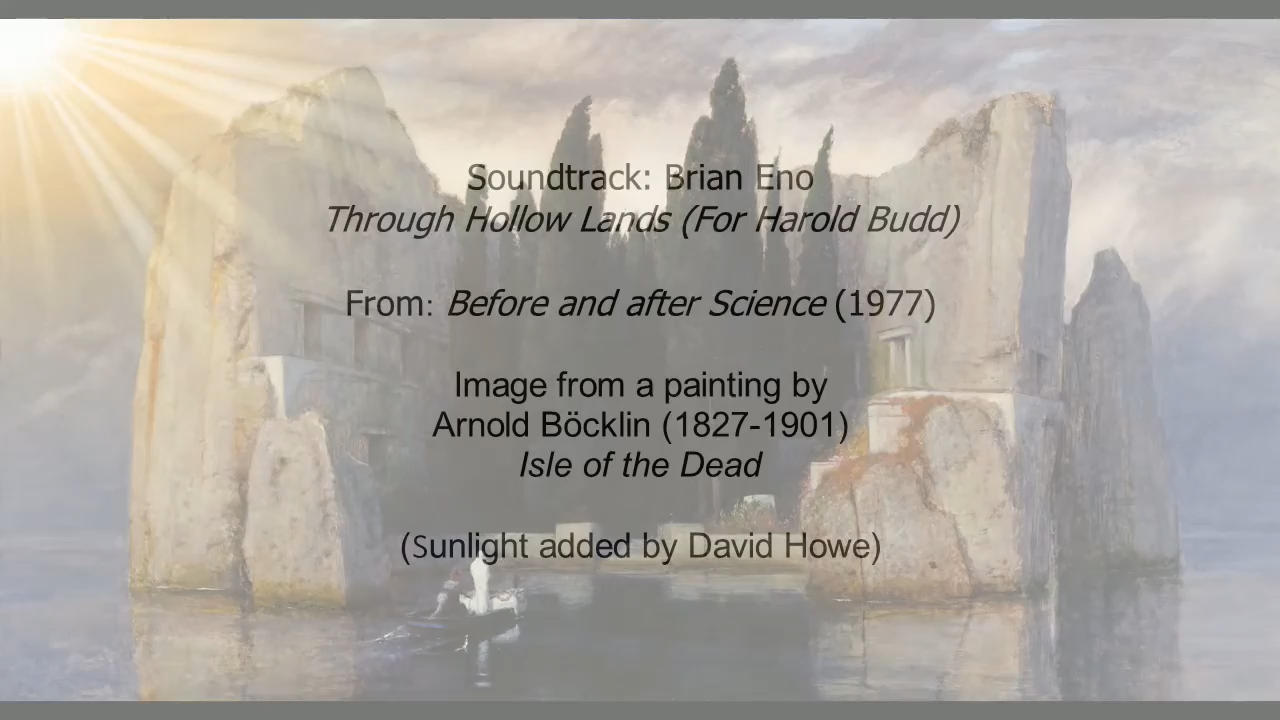 Soundtrack: Brian Eno
Through Hollow Lands (For Harold Budd)
From: Before and after Science (1977)
Image from a painting by
Arnold Böcklin (1827-1901)
Isle of the Dead
(Sunlight added by David Howe)